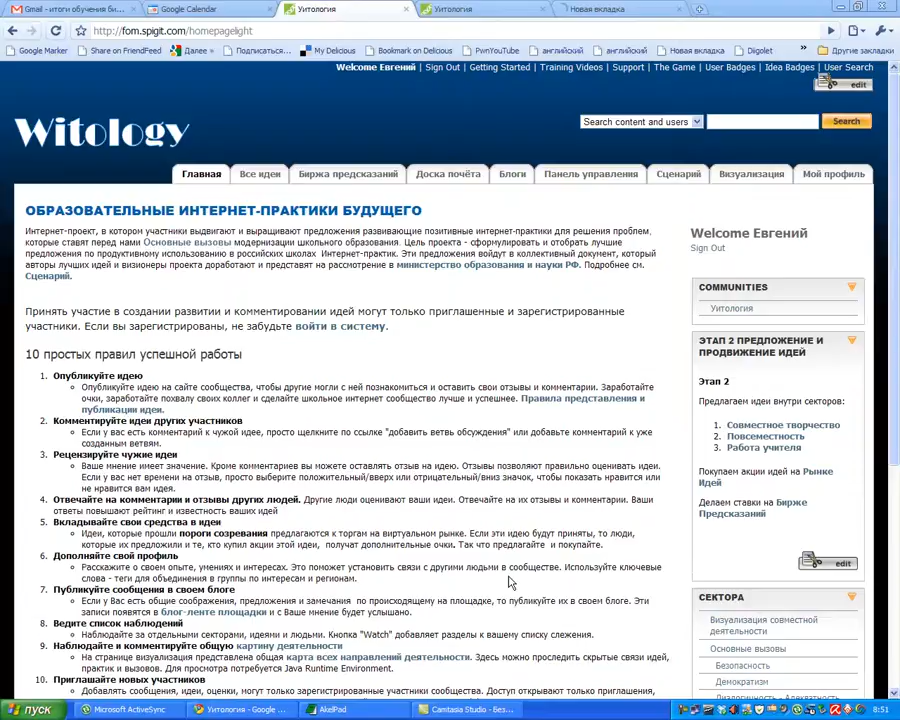 Gmail - итоги обучения би...
Google Calendar
Уитология
Уитология
Новая вкладка
http://fom.spigit.com/homepagelight
Google Marker
Share on FriendFeed
Далее »
Подписаться...
My Delicious
Bookmark on Delicious
PwnYouTube
английский
английский
Новая вкладка
Digolet
»
Другие закладки
Welcome Евгений | Sign Out | Getting Started | Training Videos | Support | The Game | User Badges | Idea Badges | User Search
edit
Witology
Search content and users
Search
Главная
Все идеи
Биржа предсказаний
Доска почёта
Блоги
Панель управления
Сценарий
Визуализация
Мой профиль
ОБРАЗОВАТЕЛЬНЫЕ ИНТЕРНЕТ-ПРАКТИКИ БУДУЩЕГО
Интернет-проект, в котором участники выдвигают и выращивают предложения развивающие позитивные интернет-практики для решения проблем,
которые ставят перед нами Основные вызовы модернизации школьного образования. Цель проекта - сформулировать и отобрать лучшие
предложения по продуктивному использованию в российских школах  Интернет-практик. Эти предложения войдут в коллективный документ, который
авторы лучших идей и визионеры проекта доработают и представят на рассмотрение в министерство образования и науки РФ. Подробнее см.
Сценарий.
Принять участие в создании развитии и комментировании идей могут только приглашенные и зарегистрированные
участники. Если вы зарегистрированы, не забудьте войти в систему.
10 простых правил успешной работы
1. Опубликуйте идею
Опубликуйте идею на сайте сообщества, чтобы другие могли с ней познакомиться и оставить свои отзывы и комментарии. Заработайте
очки, заработайте похвалу своих коллег и сделайте школьное интернет сообщество лучше и успешнее. Правила представления и
публикации идеи.
2. Комментируйте идеи других участников
Если у вас есть комментарий к чужой идее, просто щелкните по ссылке "добавить ветвь обсуждения" или добавьте комментарий к уже
созданным ветвям.
3. Рецензируйте чужие идеи
Ваше мнение имеет значение. Кроме комментариев вы можете оставлять отзыв на идею. Отзывы позволяют правильно оценивать идеи.
Если у вас нет времени на отзыв, просто выберите положительный/вверх или отрицательный/вниз значок, чтобы показать нравится или
не нравится вам идея.
4. Отвечайте на комментарии и отзывы других людей. Другие люди оценивают ваши идеи. Отвечайте на их отзывы и комментарии. Ваши
ответы повышают рейтинг и известность ваших идей
5. Вкладывайте свои средства в идеи
Идеи, которые прошли пороги созревания предлагаются к торгам на виртуальном рынке. Если эти идею будут приняты, то люди,
которые их предложили и те, кто купил акции этой идеи,  получат дополнительные очки. Так что предлагайте  и покупайте.
6. Дополняйте свой профиль
Расскажите о своем опыте, умениях и интересах. Это поможет установить связи с другими людьми в сообществе. Используйте ключевые
слова - теги для объединения в группы по интересам и регионам.
7. Публикуйте сообщения в своем блоге
Если у Вас есть общие соображения, предложения и замечания  по происходящему на площадке, то публикуйте их в своем блоге. Эти
записи появятся в блог-ленте площадки и с Ваше мнение будет услышано.
8. Ведите список наблюдений
Наблюдайте за отдельными секторами, идеями и людьми. Кнопка "Watch" добавляет разделы к вашему списку слежения.
9. Наблюдайте и комментируйте общую картину деятельности
На странице визуализация представлена общая карта всех направлений деятельности. Здесь можно проследить скрытые связи идей,
практик и вызовов. Для просмотра потребуется Java Runtime Environment.
10. Приглашайте новых участников
Добавлять сообщения, идеи, оценки, могут только зарегистрированные участники сообщества. Доступ открывают только приглашения,
Welcome Евгений
Sign Out
COMMUNITIES
Уитология
ЭТАП 2 ПРЕДЛОЖЕНИЕ И
ПРОДВИЖЕНИЕ ИДЕЙ
Этап 2
Предлагаем идеи внутри секторов:
1. Совместное творчество
2. Повсеместность
3. Работа учителя
Покупаем акции идей на Рынке
Идей
Делаем ставки на Бирже
Предсказаний
edit
СЕКТОРА
Визуализация совместной
деятельности
Основные вызовы
Безопасность
Демократизм
Диалогичность - Адекватность
пуск
Microsoft ActiveSync
Уитология - Google ...
AkelPad
Camtasia Studio - Без...
8:51